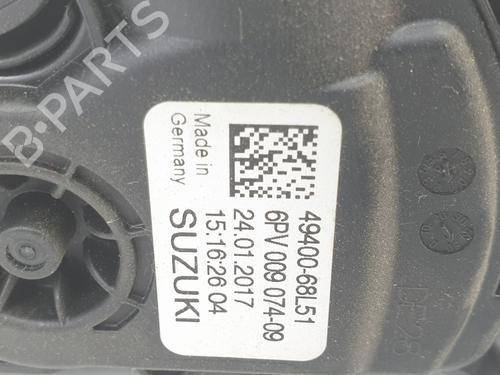 B-PARTS
49400-68L51
6PV 009 074-09
24.01.2017
15:16:26 04
SUZUKI
Made in
Germany